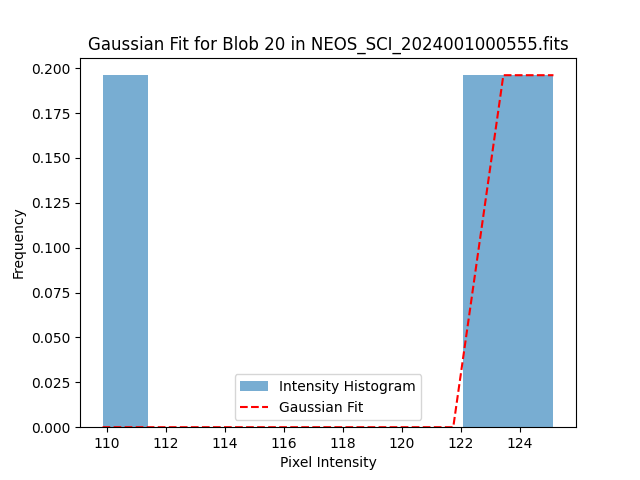 Gaussian Fit for Blob 20 in NEOS_SCI_2024001000555.fits
0.200
0.175
0.150
0.125
0.100
0.075
0.050
0.025
0.000
Frequency
Intensity Histogram
Gaussian Fit
110 112 114 116 118 120 122 124
Pixel Intensity